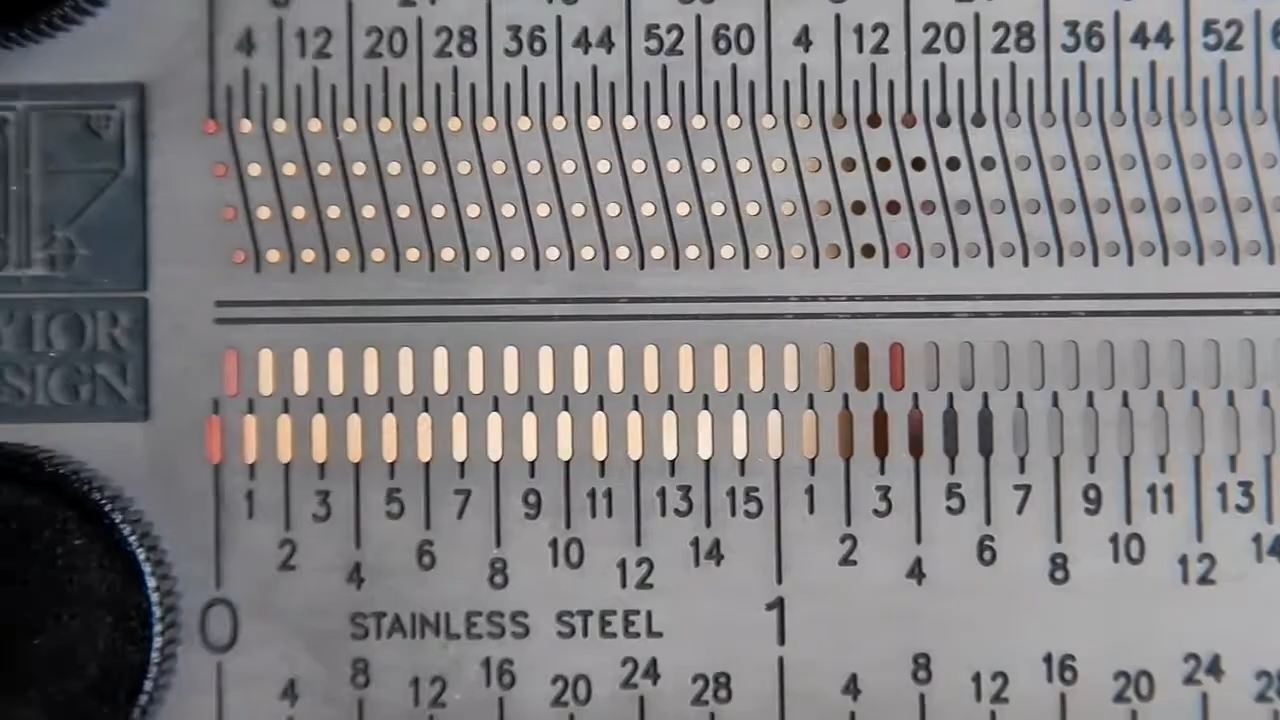 4 12 20 28 36 44 52 60 4 12 20 28 36 44 52
SIGN
1 3 5 7 9 11 13 15 1 3 5 7 9 11 13
2 6 10 14 2 6 10 14
4 8 12 4 8 12
0 STAINLESS STEEL 1
8 16 24 8 16 24
4 12 20 28 4 12 20